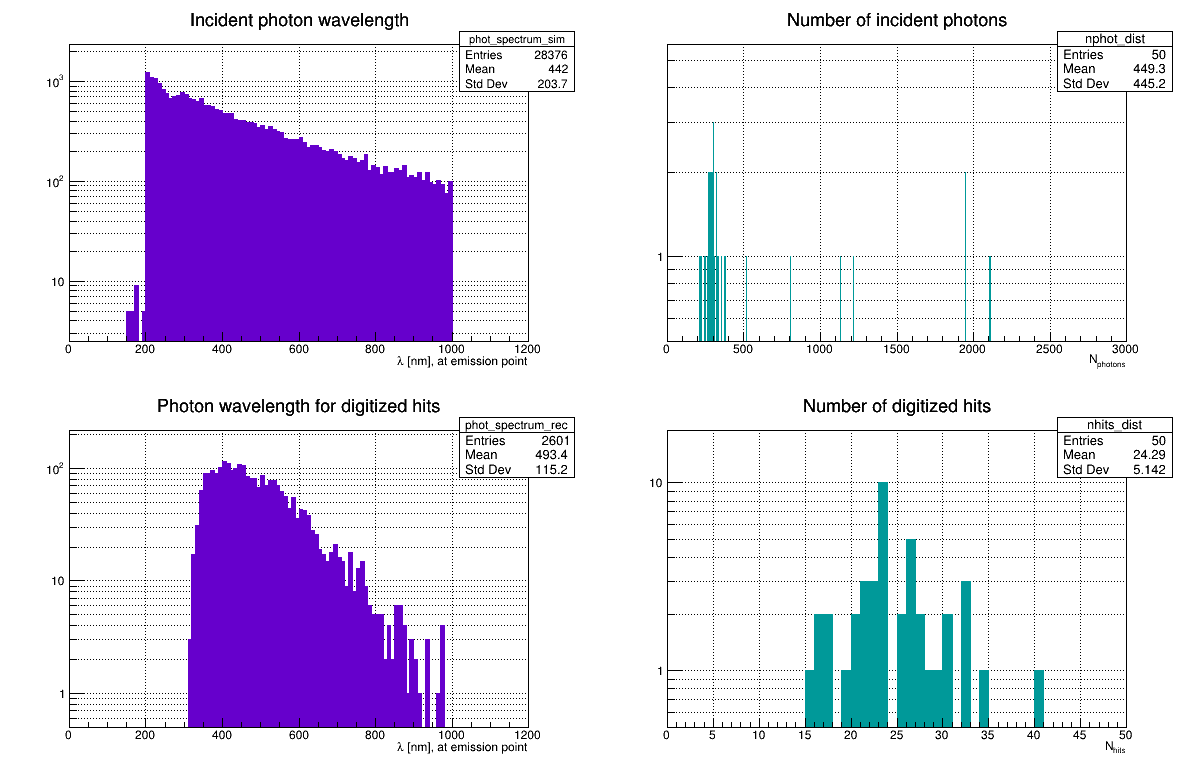 Incident photon wavelength
phot_spectrum_sim
Entries 28376
Mean 442
Std Dev 203.7
10³
10²
10
0 200 400 600 800 1000 1200
λ [nm], at emission point
Number of incident photons
nphot_dist
Entries 50
Mean 449.3
Std Dev 445.2
1
0 500 1000 1500 2000 2500 3000
Nphotons
Photon wavelength for digitized hits
phot_spectrum_rec
Entries 2601
Mean 493.4
Std Dev 115.2
10²
10
1
0 200 400 600 800 1000 1200
λ [nm], at emission point
Number of digitized hits
nhits_dist
Entries 50
Mean 24.29
Std Dev 5.142
10
1
0 5 10 15 20 25 30 35 40 45 50
Nhits